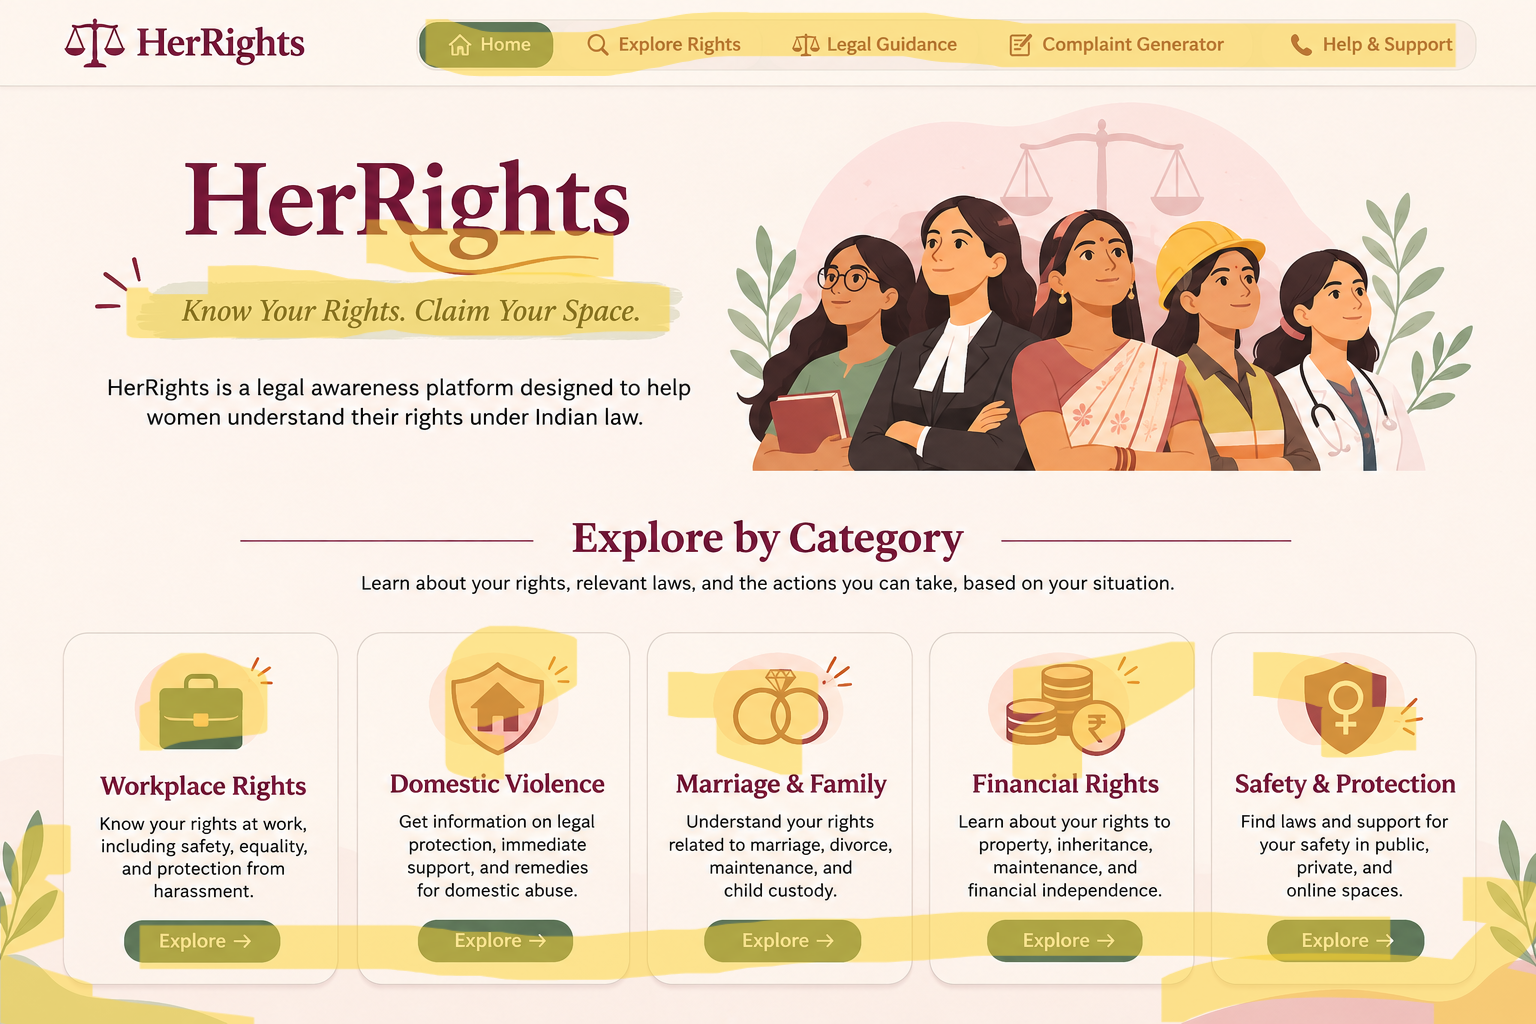 HerRights
Home
Explore Rights
Legal Guidance
Complaint Generator
Help & Support
HerRights
Know Your Rights. Claim Your Space.
HerRights is a legal awareness platform designed to help
women understand their rights under Indian law.
Explore by Category
Learn about your rights, relevant laws, and the actions you can take, based on your situation.
Workplace Rights
Know your rights at work,
including safety, equality,
and protection from
harassment.
Explore →
Domestic Violence
Get information on legal
protection, immediate
support, and remedies
for domestic abuse.
Explore →
Marriage & Family
Understand your rights
related to marriage, divorce,
maintenance, and
child custody.
Explore →
₹
Financial Rights
Learn about your rights to
property, inheritance,
maintenance, and
financial independence.
Explore →
Safety & Protection
Find laws and support for
your safety in public,
private, and
online spaces.
Explore →